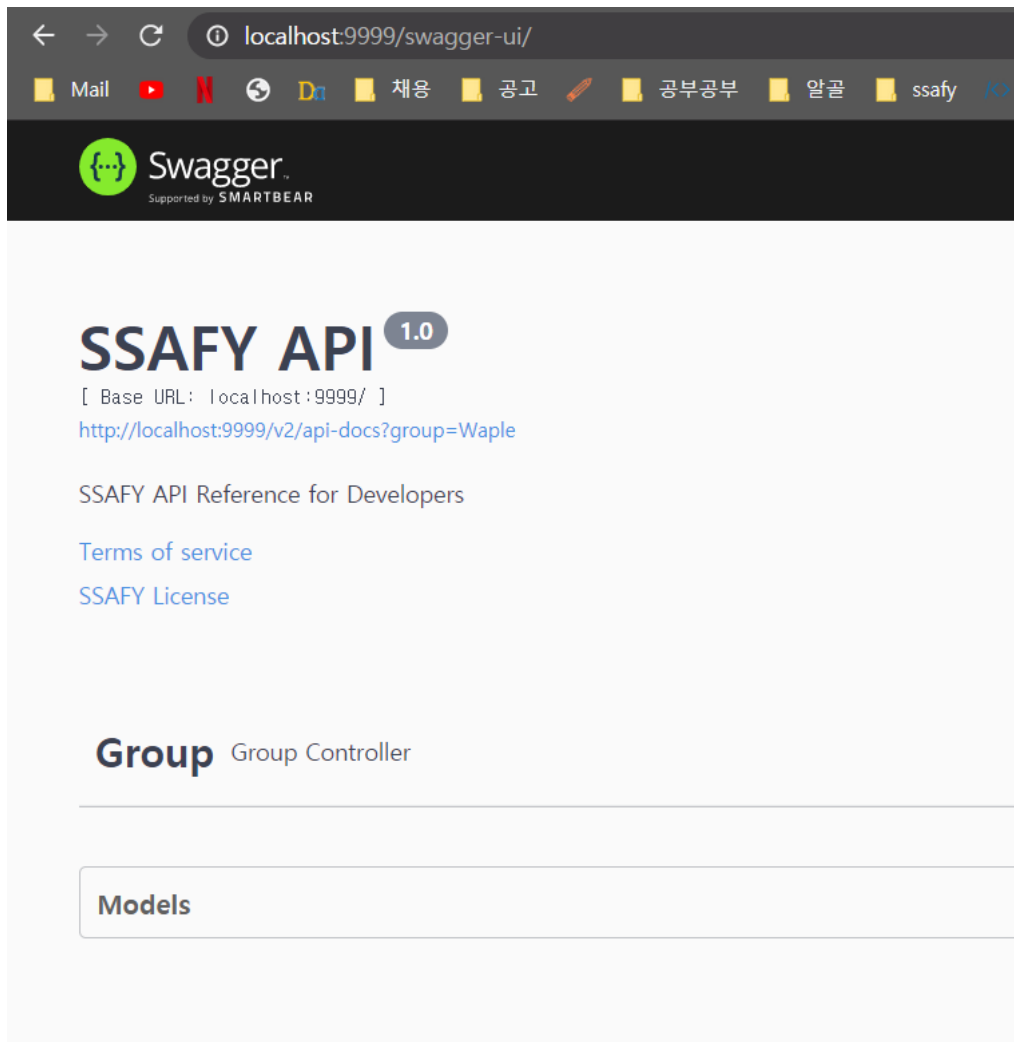 localhost:9999/swagger-ui/
Mail 채용 공고 공부공부 알골 ssafy
Swagger
Supported by SMARTBEAR
SSAFY API 1.0
[ Base URL: localhost:9999/ ]
http://localhost:9999/v2/api-docs?group=Waple
SSAFY API Reference for Developers
Terms of service
SSAFY License
Group Group Controller
Models